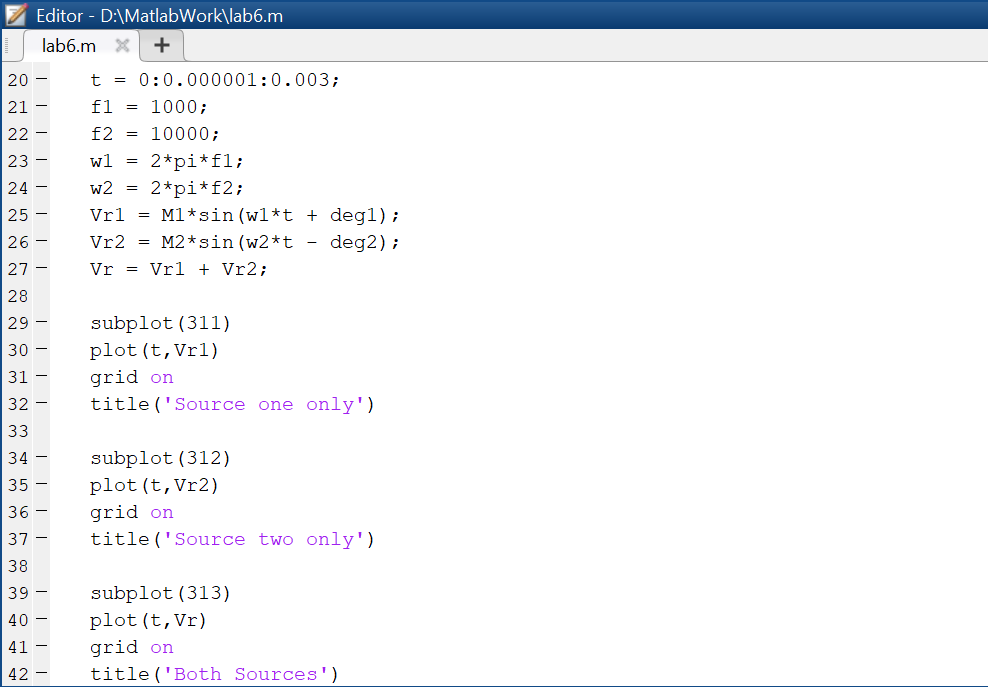 Editor - D:\MatlabWork\lab6.m
lab6.m
20 t = 0:0.000001:0.003;
21 f1 = 1000;
22 f2 = 10000;
23 w1 = 2*pi*f1;
24 w2 = 2*pi*f2;
25 Vr1 = M1*sin(w1*t + deg1);
26 Vr2 = M2*sin(w2*t - deg2);
27 Vr = Vr1 + Vr2;
28
29 subplot(311)
30 plot(t,Vr1)
31 grid on
32 title('Source one only')
33
34 subplot(312)
35 plot(t,Vr2)
36 grid on
37 title('Source two only')
38
39 subplot(313)
40 plot(t,Vr)
41 grid on
42 title('Both Sources')